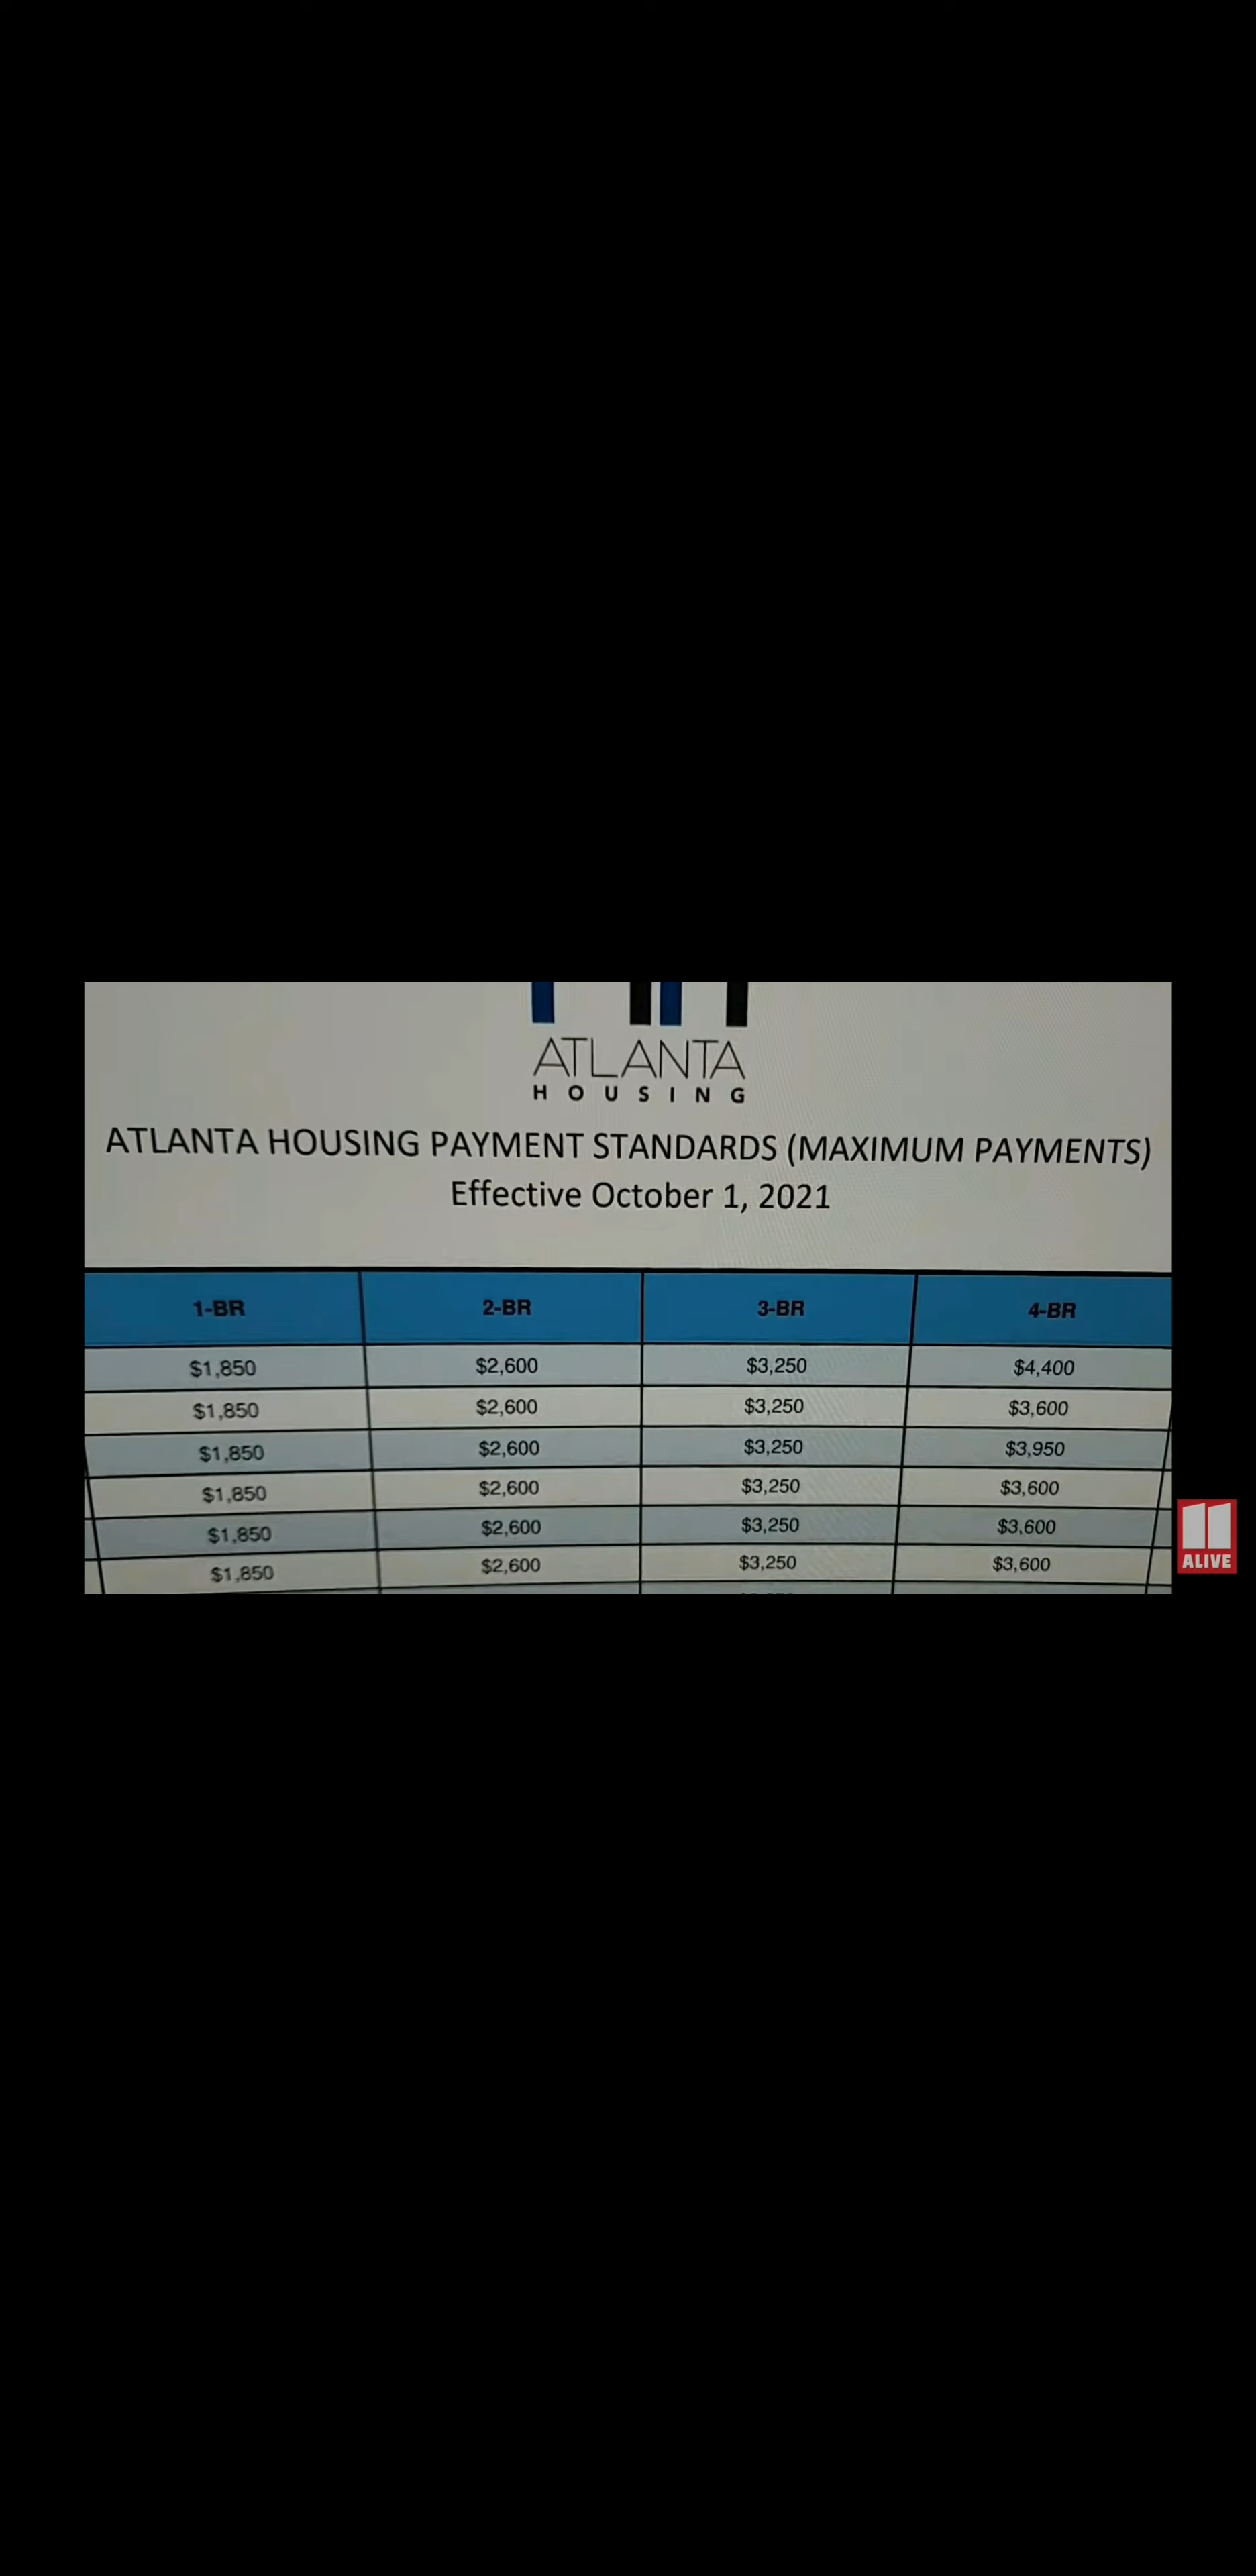 ATLANTA
HOUSING
ATLANTA HOUSING PAYMENT STANDARDS (MAXIMUM PAYMENTS)
Effective October 1, 2021
1-BR 2-BR 3-BR 4-BR
$1,850 $2,600 $3,250 $4,400
$1,850 $2,600 $3,250 $3,600
$1,850 $2,600 $3,250 $3,950
$1,850 $2,600 $3,250 $3,600
$1,850 $2,600 $3,250 $3,600
$1,850 $2,600 $3,250 $3,600
11
ALIVE